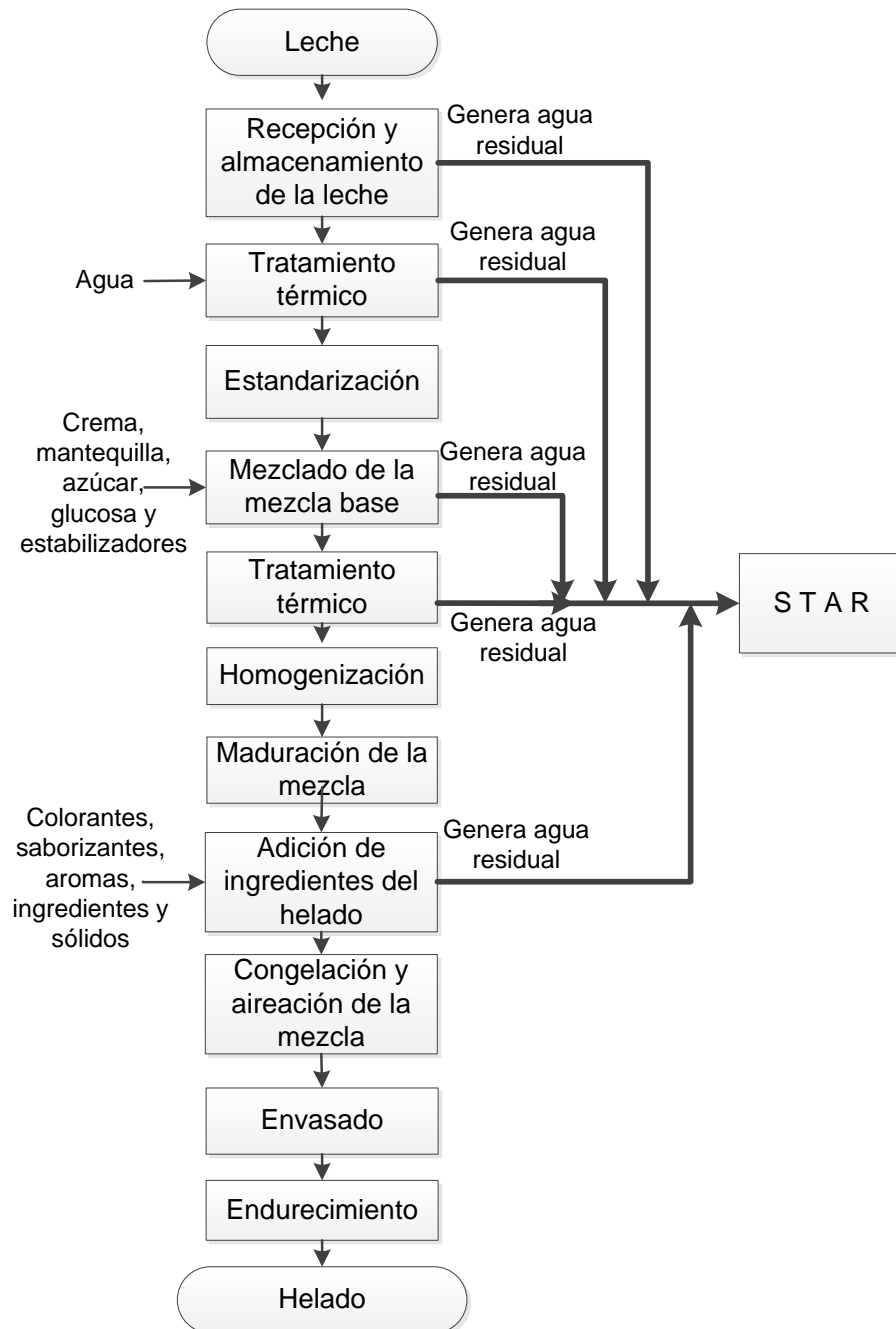 Leche
Genera agua
residual
Recepción y
almacenamiento
de la leche
Genera agua
residual
Agua
Tratamiento
térmico
Estandarización
Crema,
mantequilla,
azúcar,
glucosa y
estabilizadores
Genera agua
residual
Mezclado de la
mezcla base
Tratamiento
térmico
Genera agua
residual
S T A R
Homogenización
Maduración de la
mezcla
Colorantes,
saborizantes,
aromas,
ingredientes y
sólidos
Genera agua
residual
Adición de
ingredientes del
helado
Congelación y
aireación de la
mezcla
Envasado
Endurecimiento
Helado